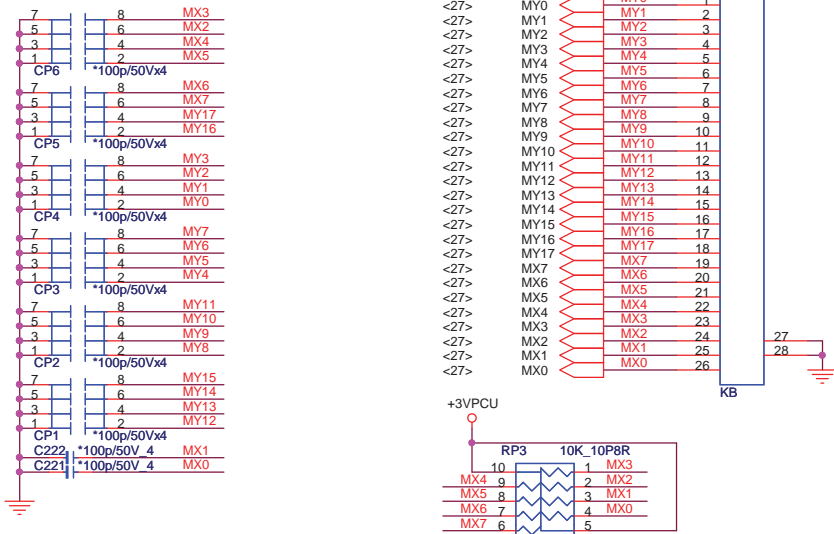 7 8 MX3
5 6 MX2
3 4 MX4
1 2 MX5
CP6 *100p/50Vx4
7 8 MX6
5 6 MX7
3 4 MY17
1 2 MY16
CP5 *100p/50Vx4
7 8 MY3
5 6 MY2
3 4 MY1
1 2 MY0
CP4 *100p/50Vx4
7 8 MY7
5 6 MY6
3 4 MY5
1 2 MY4
CP3 *100p/50Vx4
7 8 MY11
5 6 MY10
3 4 MY9
1 2 MY8
CP2 *100p/50Vx4
7 8 MY15
5 6 MY14
3 4 MY13
1 2 MY12
CP1 *100p/50Vx4
C222 *100p/50V_4 MX1
C221 *100p/50V_4 MX0
<27> MY0
<27> MY1 MY1 2
<27> MY2 MY2 3
<27> MY3 MY3 4
<27> MY4 MY4 5
<27> MY5 MY5 6
<27> MY6 MY6 7
<27> MY7 MY7 8
<27> MY8 MY8 9
<27> MY9 MY9 10
<27> MY10 MY10 11
<27> MY11 MY11 12
<27> MY12 MY12 13
<27> MY13 MY13 14
<27> MY14 MY14 15
<27> MY15 MY15 16
<27> MY16 MY16 17
<27> MY17 MY17 18
<27> MX7 MX7 19
<27> MX6 MX6 20
<27> MX5 MX5 21
<27> MX4 MX4 22
<27> MX3 MX3 23
<27> MX2 MX2 24 27
<27> MX1 MX1 25 28
<27> MX0 MX0 26
KB
+3VPCU
RP3 10K_10P8R
10 1 MX3
MX4 9 2 MX2
MX5 8 3 MX1
MX6 7 4 MX0
MX7 6 5